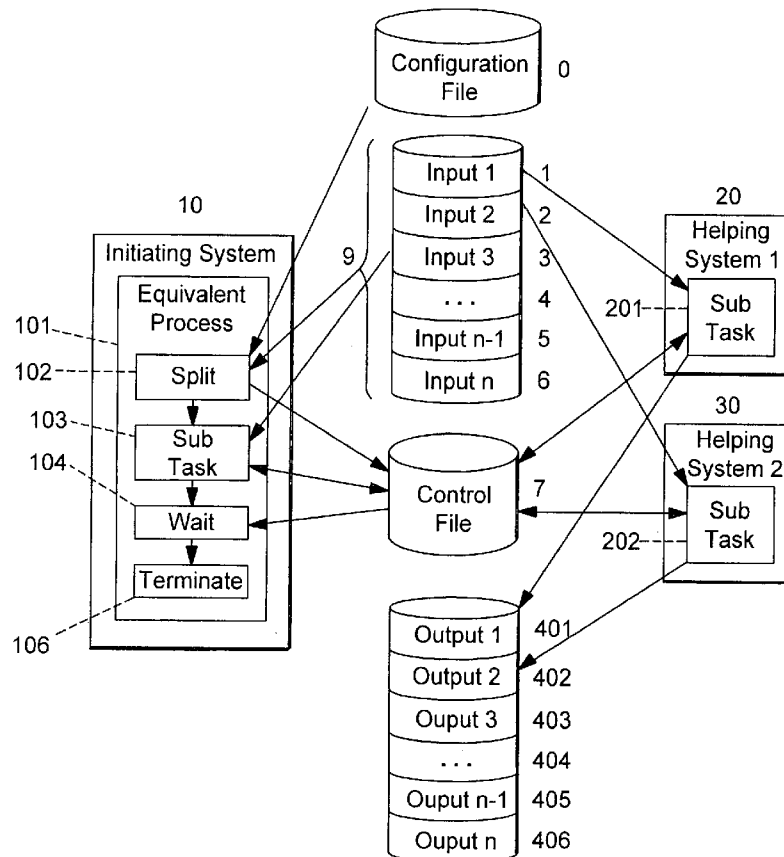 Configuration
File
0
Input 1
1
Input 2
2
Input 3
3
. . .
4
Input n-1
5
Input n
6
9
10
Initiating System
Equivalent
Process
101
102
Split
103
Sub
Task
104
Wait
Terminate
106
20
Helping
System 1
201
Sub
Task
30
Helping
System 2
202
Sub
Task
Control
File
7
Output 1
401
Output 2
402
Ouput 3
403
. . .
404
Ouput n-1
405
Ouput n
406